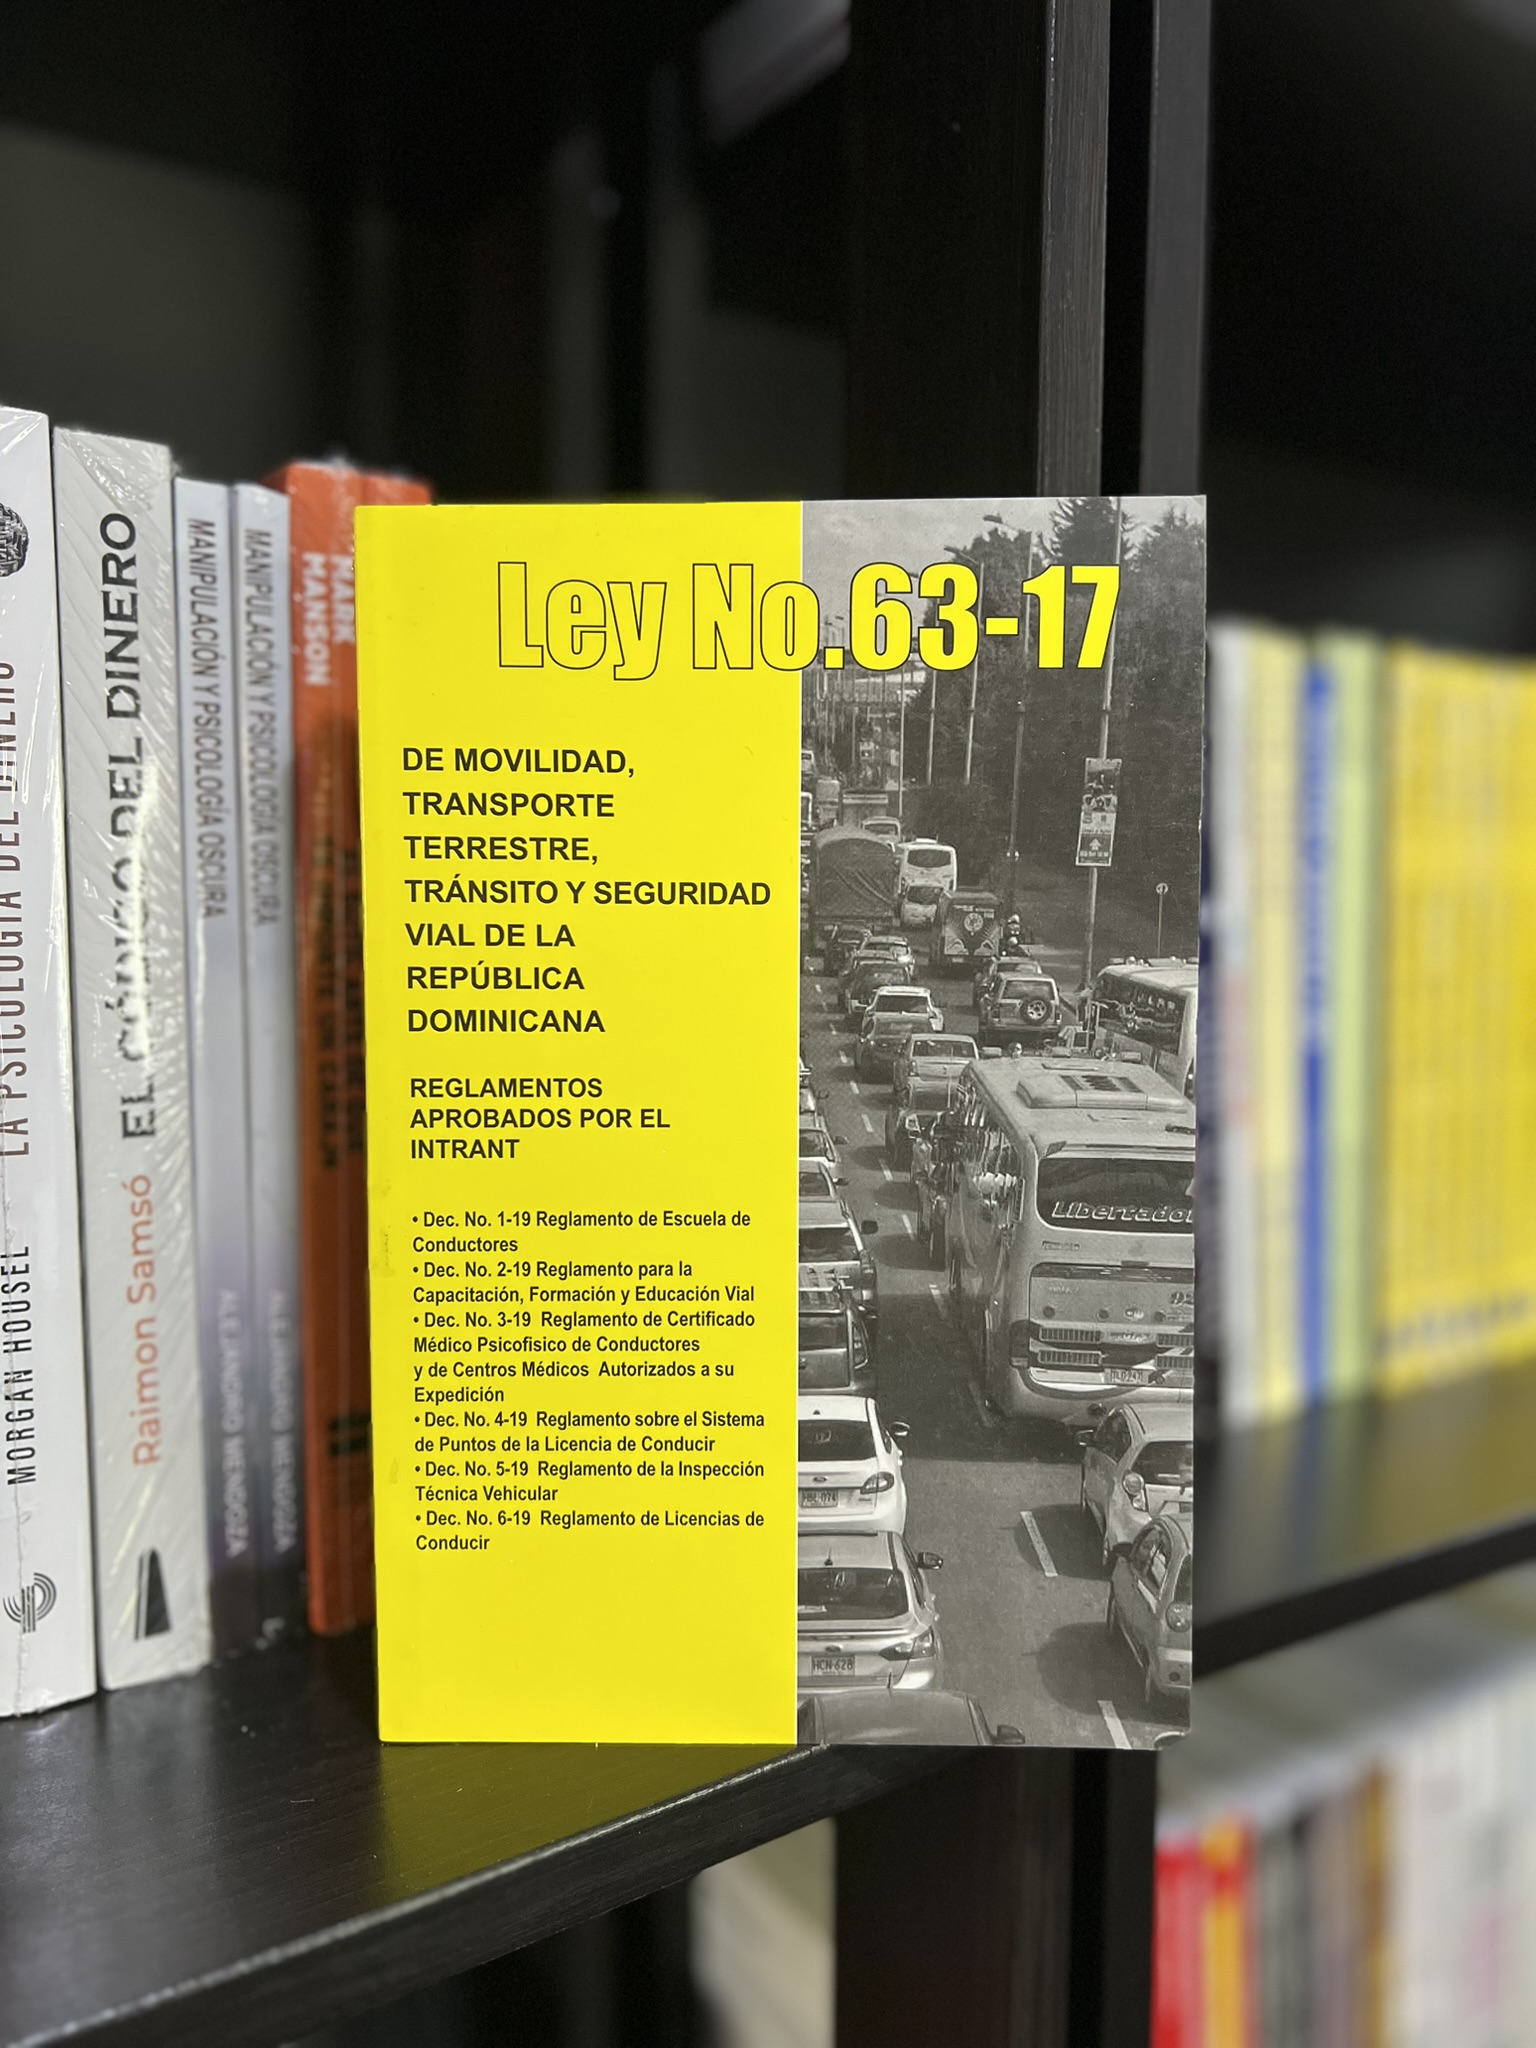 Ley No.63-17
DE MOVILIDAD,
TRANSPORTE
TERRESTRE,
TRÁNSITO Y SEGURIDAD
VIAL DE LA
REPÚBLICA
DOMINICANA
REGLAMENTOS
APROBADOS POR EL
INTRANT
• Dec. No. 1-19 Reglamento de Escuela de
Conductores
• Dec. No. 2-19 Reglamento para la
Capacitación, Formación y Educación Vial
• Dec. No. 3-19 Reglamento de Certificado
Médico Psicofisico de Conductores
y de Centros Médicos Autorizados a su
Expedición
• Dec. No. 4-19 Reglamento sobre el Sistema
de Puntos de la Licencia de Conducir
• Dec. No. 5-19 Reglamento de la Inspección
Técnica Vehicular
• Dec. No. 6-19 Reglamento de Licencias de
Conducir
Libertador
HCN-628
LA PSICOLOGÍA DEL DINERO
MORGAN HOUSEL
EL CÓDIGO DEL DINERO
Raimon Samsó
MANIPULACIÓN Y PSICOLOGÍA OSCURA
ALEJANDRO MENDOZA
MANIPULACIÓN Y PSICOLOGÍA OSCURA
ALEJANDRO MENDOZA
MARK
MANSON